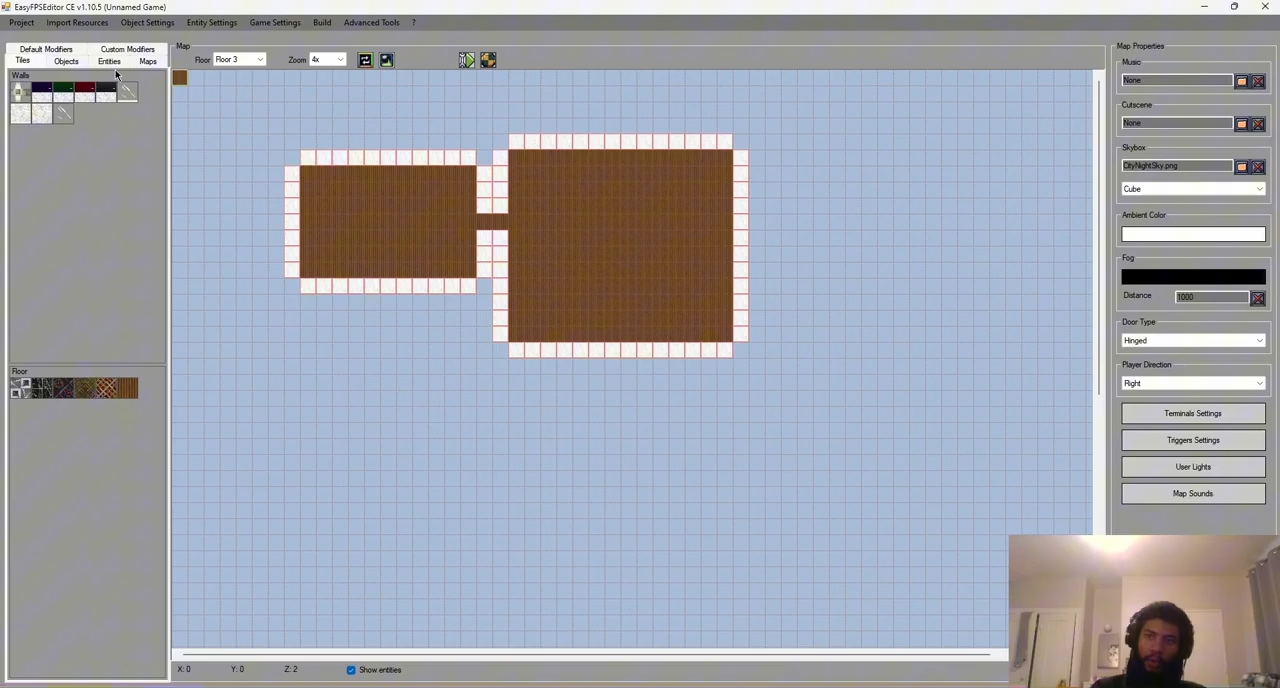 EasyFPSEditor CE v1.10.5 (Unnamed Game)
Project Import Resources Object Settings Entity Settings Game Settings Build Advanced Tools ?
Default Modifiers Custom Modifiers
Tiles Objects Entities Maps
Walls
Floor
Map
Floor Floor 3 Zoom 4x
X: 0 Y: 0 Z: 2 Show entities
Map Properties
Music
None
Cutscene
None
Skybox
CityNightSky.png
Cube
Ambient Color
Fog
Distance 1000
Door Type
Hinged
Player Direction
Right
Terminals Settings
Triggers Settings
User Lights
Map Sounds